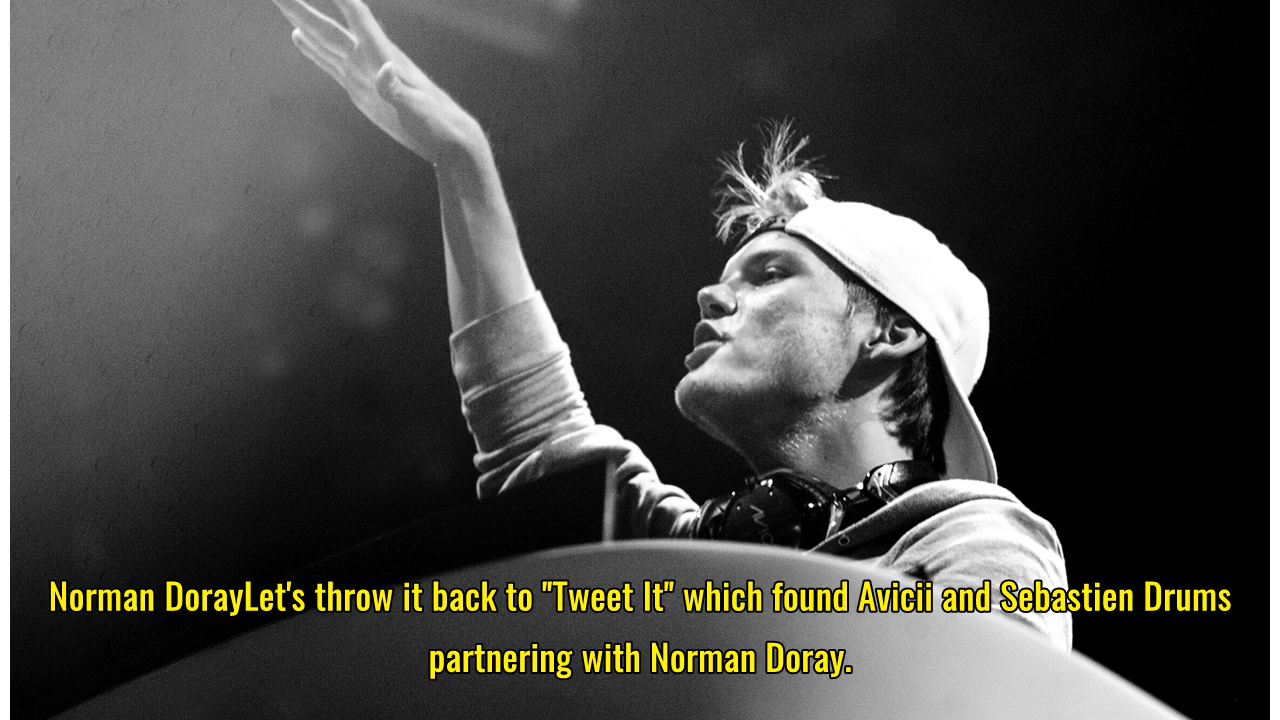 Norman DorayLet's throw it back to "Tweet It" which found Avicii and Sebastien Drums
partnering with Norman Doray.